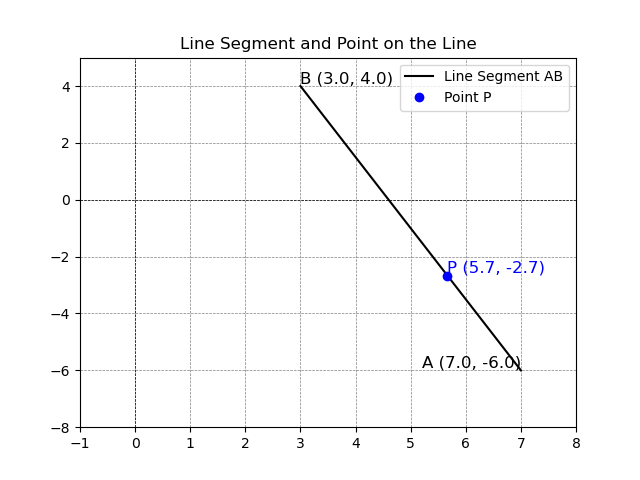 Line Segment and Point on the Line
B (3.0, 4.0)
Line Segment AB
Point P
P (5.7, -2.7)
A (7.0, -6.0)
4
2
0
−2
−4
−6
−8
−1
0
1
2
3
4
5
6
7
8